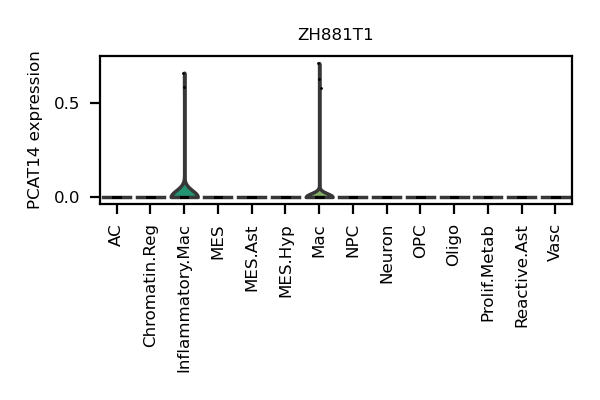 ZH881T1
PCAT14 expression
0.5
0.0
AC
Chromatin.Reg
Inflammatory.Mac
MES
MES.Ast
MES.Hyp
Mac
NPC
Neuron
OPC
Oligo
Prolif.Metab
Reactive.Ast
Vasc